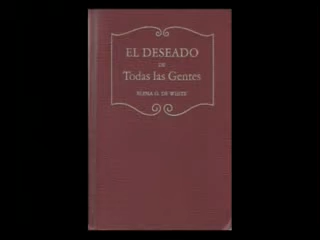 EL DESEADO
DE
Todas las Gentes
ELENA G. DE WHITE